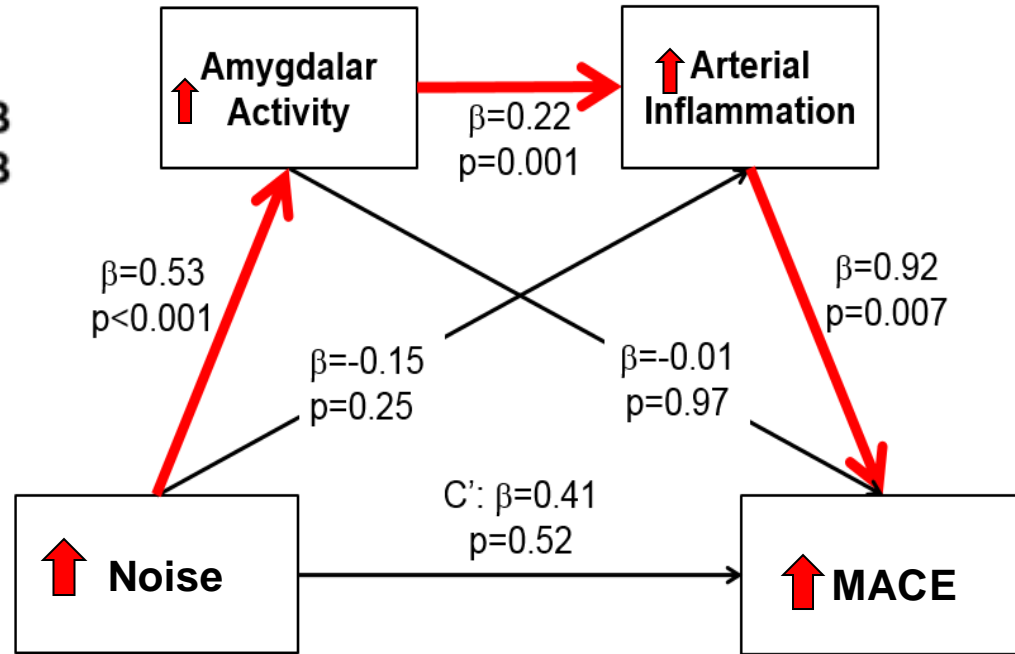 Amygdalar
Activity
Arterial
Inflammation
β=0.22
p=0.001
β=0.53
p<0.001
β=0.92
p=0.007
β=-0.15
p=0.25
β=-0.01
p=0.97
C’: β=0.41
p=0.52
Noise
MACE